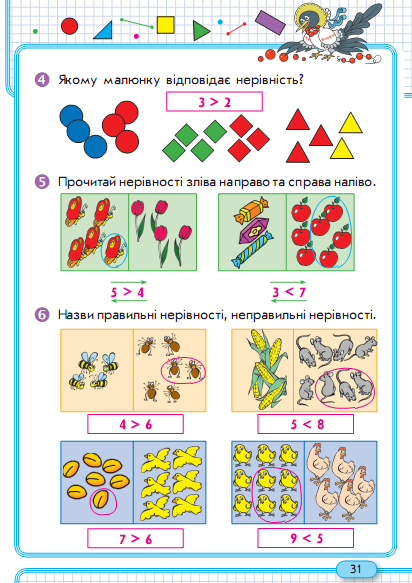 4 Якому малюнку відповідає нерівність?
3 > 2
5 Прочитай нерівності зліва направо та справа наліво.
5 > 4
3 < 7
6 Назви правильні нерівності, неправильні нерівності.
4 > 6
5 < 8
7 > 6
9 < 5
31